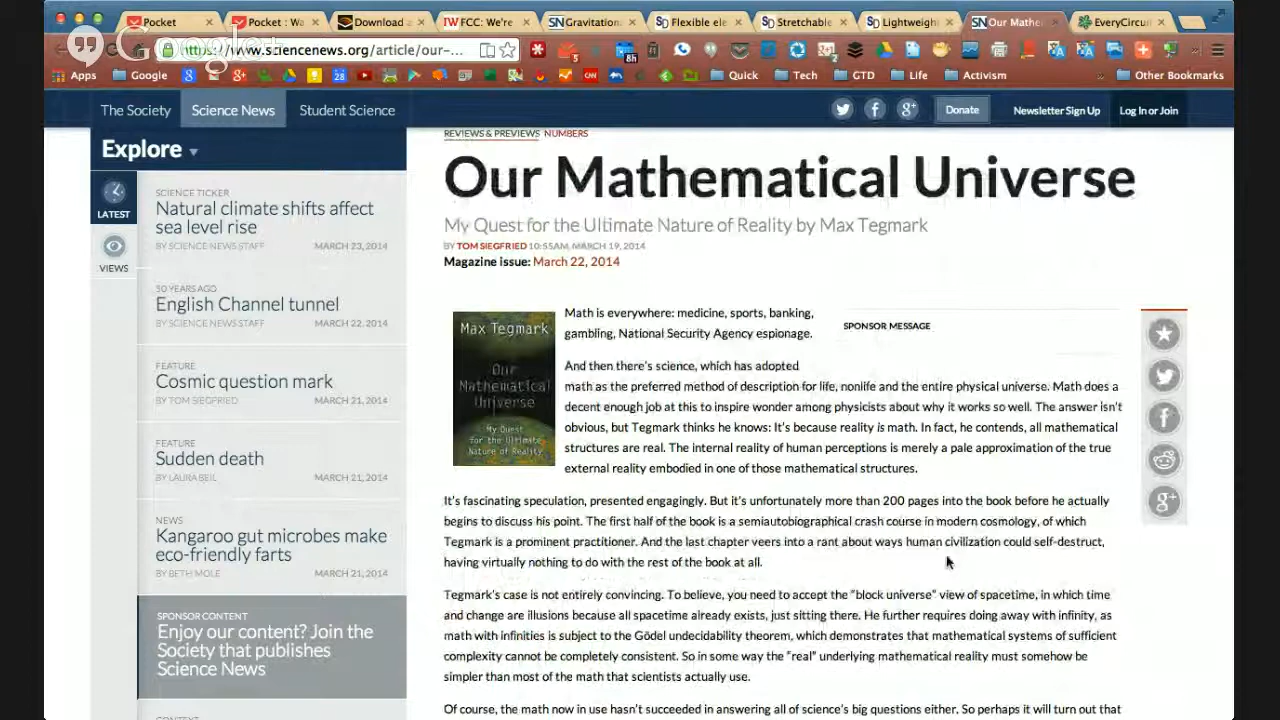 Pocket
Pocket : Wa
Download a
FCC: We're
Gravitation
Flexible ele
Stretchable
Lightweigh
Our Mathe
EveryCircui
Google+
https://www.sciencenews.org/article/our-...
Apps
Google
Quick
Tech
GTD
Life
Activism
Other Bookmarks
The Society
Science News
Student Science
Donate
Newsletter Sign Up
Log In or Join
Explore
LATEST
VIEWS
SCIENCE TICKER
Natural climate shifts affect
sea level rise
BY SCIENCE NEWS STAFF MARCH 23, 2014
50 YEARS AGO
English Channel tunnel
BY SCIENCE NEWS STAFF MARCH 22, 2014
FEATURE
Cosmic question mark
BY TOM SIEGFRIED MARCH 21, 2014
FEATURE
Sudden death
BY LAURA BEIL MARCH 21, 2014
NEWS
Kangaroo gut microbes make
eco-friendly farts
BY BETH MOLE MARCH 21, 2014
SPONSOR CONTENT
Enjoy our content? Join the
Society that publishes
Science News
REVIEWS & PREVIEWS NUMBERS
Our Mathematical Universe
My Quest for the Ultimate Nature of Reality by Max Tegmark
BY TOM SIEGFRIED 10:55AM, MARCH 19, 2014
Magazine issue: March 22, 2014
Max Tegmark
Our
Mathematical
Universe
My Quest
for the Ultimate
Nature of Reality
Math is everywhere: medicine, sports, banking,
gambling, National Security Agency espionage.
SPONSOR MESSAGE
And then there's science, which has adopted
math as the preferred method of description for life, nonlife and the entire physical universe. Math does a
decent enough job at this to inspire wonder among physicists about why it works so well. The answer isn't
obvious, but Tegmark thinks he knows: It's because reality is math. In fact, he contends, all mathematical
structures are real. The internal reality of human perceptions is merely a pale approximation of the true
external reality embodied in one of those mathematical structures.
It's fascinating speculation, presented engagingly. But it's unfortunately more than 200 pages into the book before he actually
begins to discuss his point. The first half of the book is a semiautobiographical crash course in modern cosmology, of which
Tegmark is a prominent practitioner. And the last chapter veers into a rant about ways human civilization could self-destruct,
having virtually nothing to do with the rest of the book at all.
Tegmark's case is not entirely convincing. To believe, you need to accept the "block universe" view of spacetime, in which time
and change are illusions because all spacetime already exists, just sitting there. He further requires doing away with infinity, as
math with infinities is subject to the Gödel undecidability theorem, which demonstrates that mathematical systems of sufficient
complexity cannot be completely consistent. So in some way the "real" underlying mathematical reality must somehow be
simpler than most of the math that scientists actually use.
Of course, the math now in use hasn't succeeded in answering all of science's big questions either. So perhaps it will turn out that